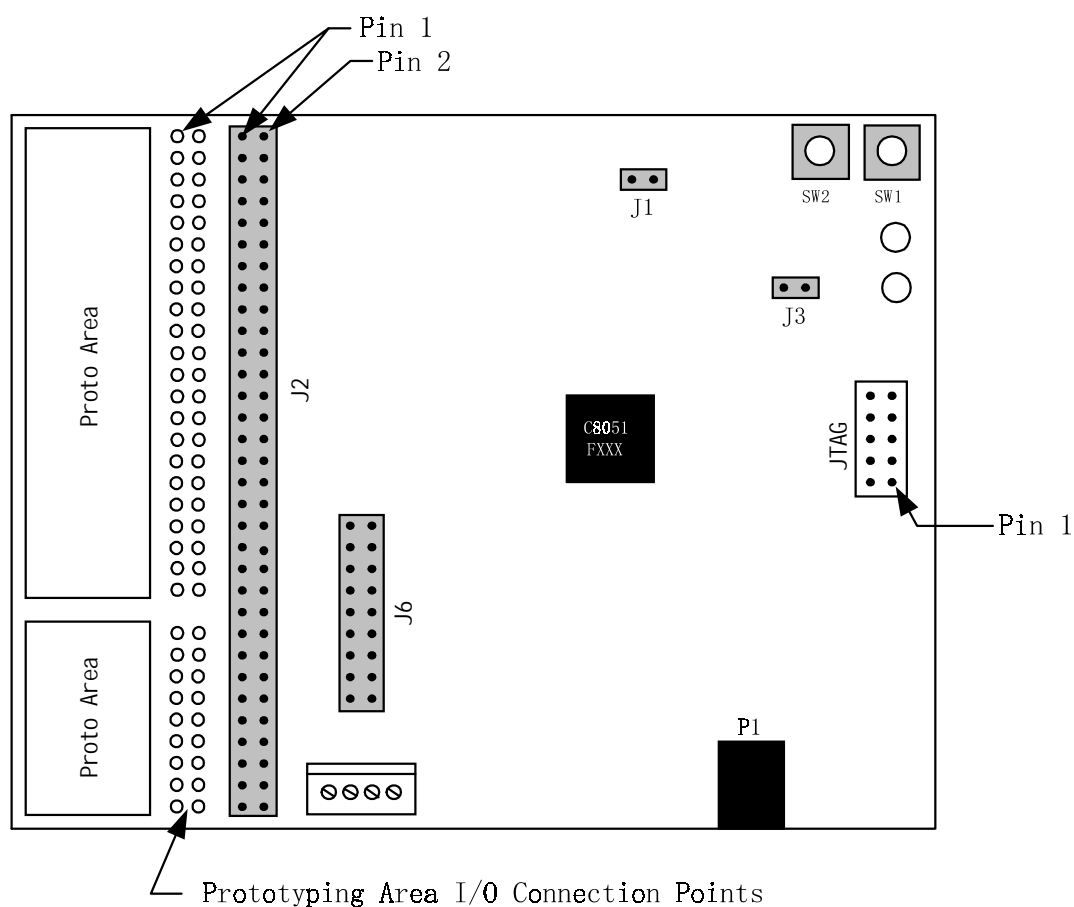 Pin 1
Pin 2
SW2
SW1
J1
J3
Proto Area
J2
C8051
FXXX
JTAG
Pin 1
J6
Proto Area
P1
Prototyping Area I/O Connection Points